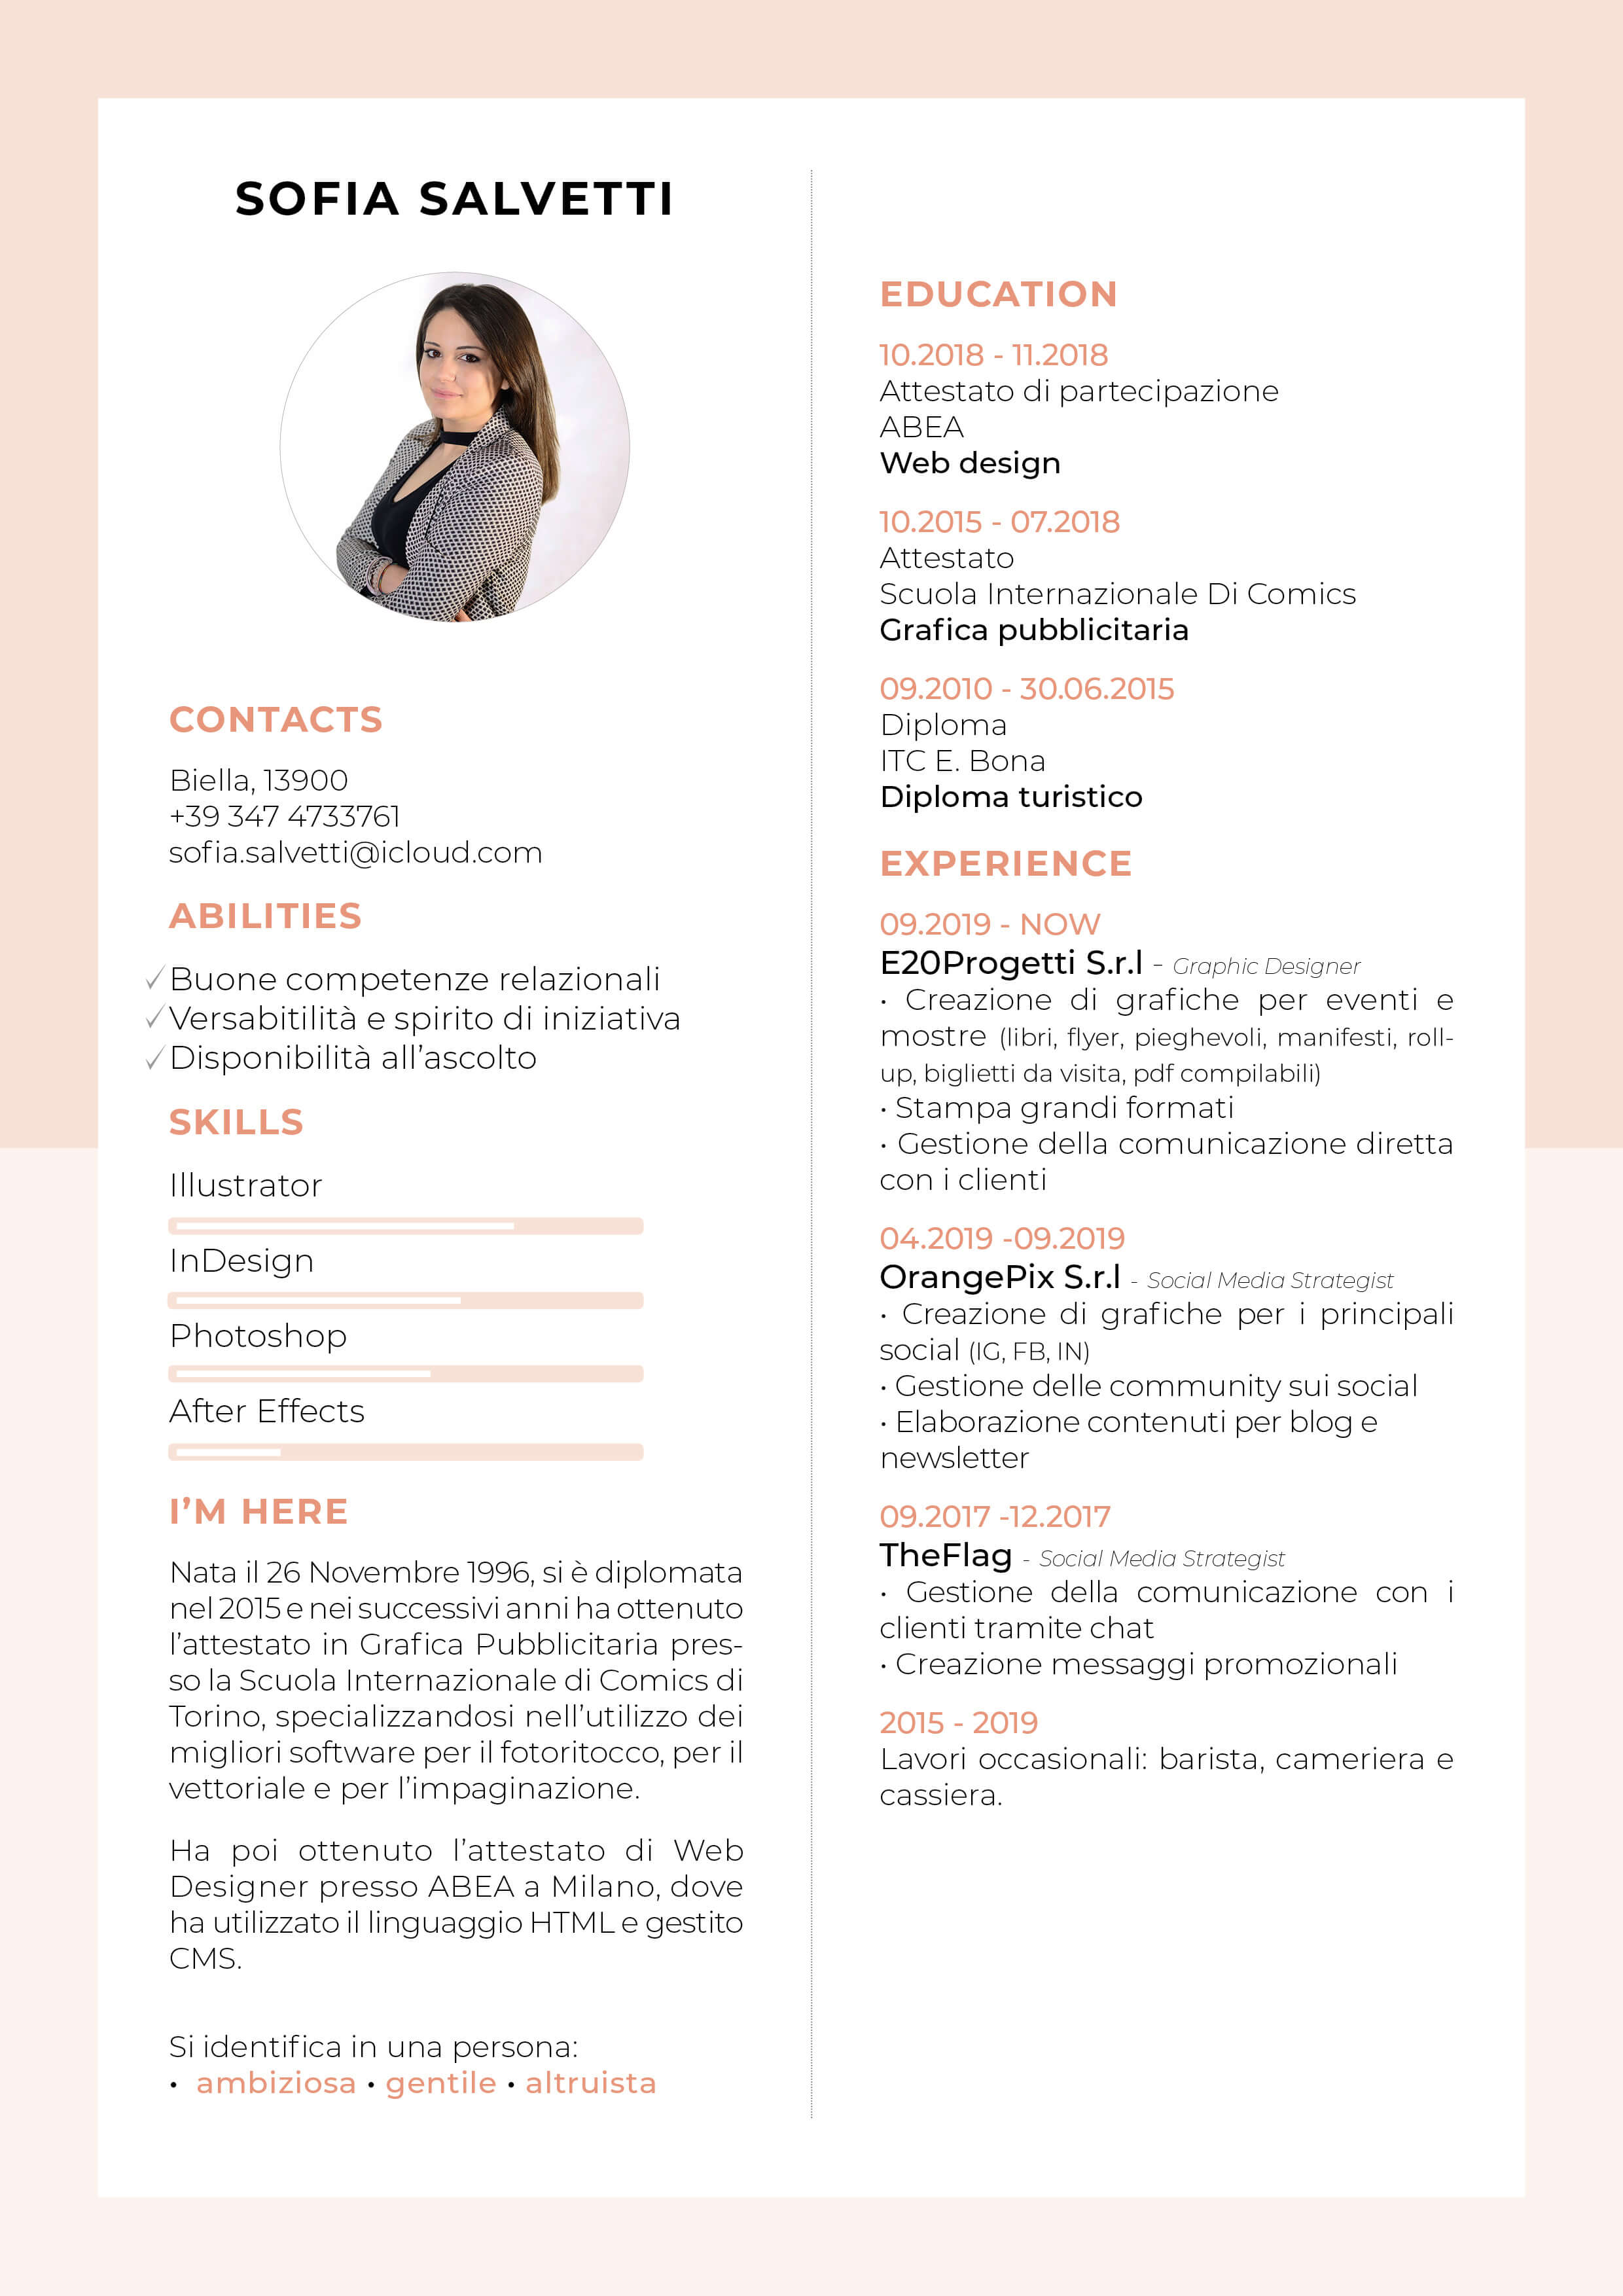 SOFIA SALVETTI
CONTACTS
Biella, 13900
+39 347 4733761
sofia.salvetti@icloud.com
ABILITIES
Buone competenze relazionali
Versabitilità e spirito di iniziativa
Disponibilità all’ascolto
SKILLS
Illustrator
InDesign
Photoshop
After Effects
I’M HERE
Nata il 26 Novembre 1996, si è diplomata
nel 2015 e nei successivi anni ha ottenuto
l’attestato in Grafica Pubblicitaria pres-
so la Scuola Internazionale di Comics di
Torino, specializzandosi nell’utilizzo dei
migliori software per il fotoritocco, per il
vettoriale e per l’impaginazione.
Ha poi ottenuto l’attestato di Web
Designer presso ABEA a Milano, dove
ha utilizzato il linguaggio HTML e gestito
CMS.
Si identifica in una persona:
• ambiziosa • gentile • altruista
EDUCATION
10.2018 - 11.2018
Attestato di partecipazione
ABEA
Web design
10.2015 - 07.2018
Attestato
Scuola Internazionale Di Comics
Grafica pubblicitaria
09.2010 - 30.06.2015
Diploma
ITC E. Bona
Diploma turistico
EXPERIENCE
09.2019 - NOW
E20Progetti S.r.l - Graphic Designer
• Creazione di grafiche per eventi e
mostre (libri, flyer, pieghevoli, manifesti, roll-
up, biglietti da visita, pdf compilabili)
• Stampa grandi formati
• Gestione della comunicazione diretta
con i clienti
04.2019 -09.2019
OrangePix S.r.l - Social Media Strategist
• Creazione di grafiche per i principali
social (IG, FB, IN)
• Gestione delle community sui social
• Elaborazione contenuti per blog e
newsletter
09.2017 -12.2017
TheFlag - Social Media Strategist
• Gestione della comunicazione con i
clienti tramite chat
• Creazione messaggi promozionali
2015 - 2019
Lavori occasionali: barista, cameriera e
cassiera.